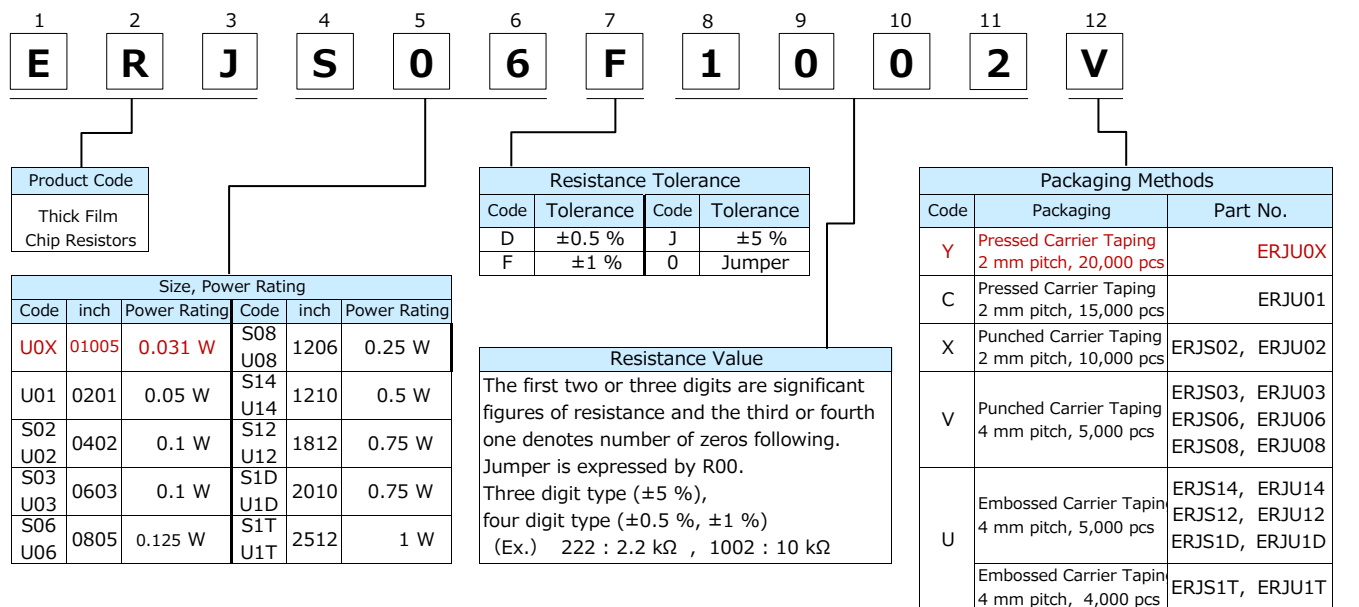 1 2 3 4 5 6 7 8 9 10 11 12
E R J S 0 6 F 1 0 0 2 V
Product Code
Thick Film
Chip Resistors
Size, Power Rating
Code inch Power Rating Code inch Power Rating
U0X 01005 0.031 W S08 U08 1206 0.25 W
U01 0201 0.05 W S14 U14 1210 0.5 W
S02 U02 0402 0.1 W S12 U12 1812 0.75 W
S03 U03 0603 0.1 W S1D U1D 2010 0.75 W
S06 U06 0805 0.125 W S1T U1T 2512 1 W
Resistance Tolerance
Code Tolerance Code Tolerance
D ±0.5 % J ±5 %
F ±1 % 0 Jumper
Resistance Value
The first two or three digits are significant
figures of resistance and the third or fourth
one denotes number of zeros following.
Jumper is expressed by R00.
Three digit type (±5 %),
four digit type (±0.5 %, ±1 %)
(Ex.) 222 : 2.2 kΩ , 1002 : 10 kΩ
Packaging Methods
Code Packaging Part No.
Y Pressed Carrier Taping
2 mm pitch, 20,000 pcs ERJU0X
C Pressed Carrier Taping
2 mm pitch, 15,000 pcs ERJU01
X Punched Carrier Taping
2 mm pitch, 10,000 pcs ERJS02, ERJU02
V Punched Carrier Taping
4 mm pitch, 5,000 pcs
ERJS03, ERJU03
ERJS06, ERJU06
ERJS08, ERJU08
U Embossed Carrier Taping
4 mm pitch, 5,000 pcs
ERJS14, ERJU14
ERJS12, ERJU12
ERJS1D, ERJU1D
Embossed Carrier Taping
4 mm pitch, 4,000 pcs ERJS1T, ERJU1T